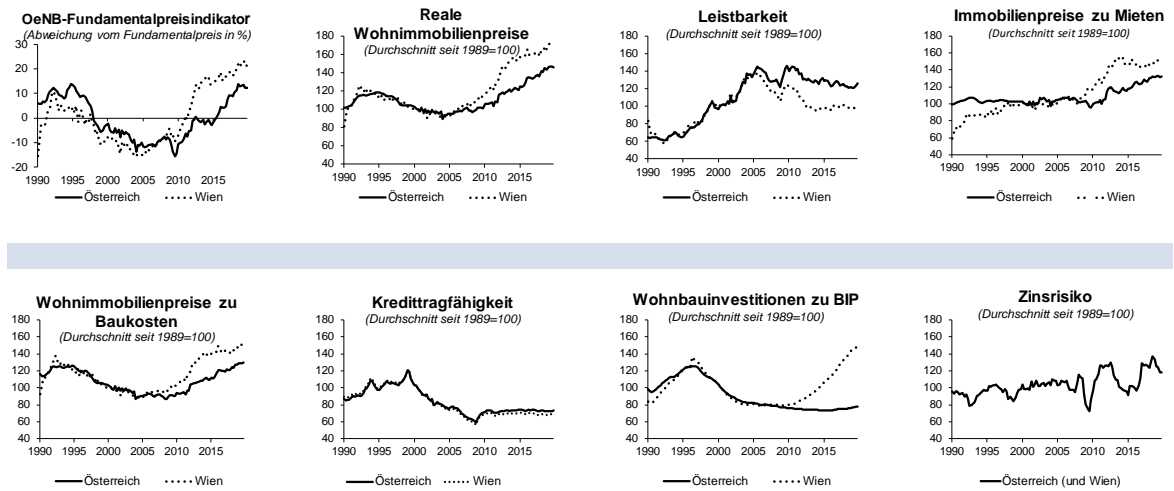 OeNB-Fundamentalpreisindikator
(Abweichung vom Fundamentalpreis in %)
30
20
10
0
-10
-20
1990 1995 2000 2005 2010 2015
Österreich Wien
Reale
Wohnimmobilienpreise
(Durchschnitt seit 1989=100)
180
160
140
120
100
80
60
40
1990 1995 2000 2005 2010 2015
Österreich Wien
Leistbarkeit
(Durchschnitt seit 1989=100)
180
160
140
120
100
80
60
40
1990 1995 2000 2005 2010 2015
Österreich Wien
Immobilienpreise zu Mieten
(Durchschnitt seit 1989=100)
180
160
140
120
100
80
60
40
1990 1995 2000 2005 2010 2015
Österreich Wien
Wohnimmobilienpreise zu
Baukosten
(Durchschnitt seit 1989=100)
180
160
140
120
100
80
60
40
1990 1995 2000 2005 2010 2015
Österreich Wien
Kredittragfähigkeit
(Durchschnitt seit 1989=100)
180
160
140
120
100
80
60
40
1990 1995 2000 2005 2010 2015
Österreich Wien
Wohnbauinvestitionen zu BIP
(Durchschnitt seit 1989=100)
180
160
140
120
100
80
60
40
1990 1995 2000 2005 2010 2015
Österreich Wien
Zinsrisiko
(Durchschnitt seit 1989=100)
180
160
140
120
100
80
60
40
1990 1995 2000 2005 2010 2015
Österreich (und Wien)